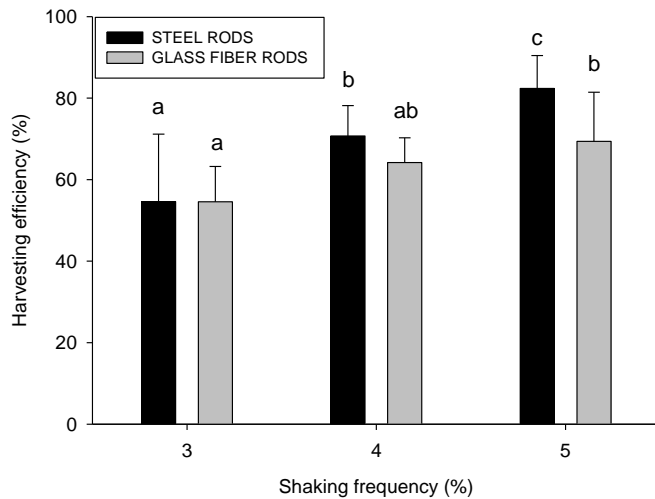 100
80
60
40
20
0
Harvesting efficiency (%)
STEEL RODS
GLASS FIBER RODS
a
a
b
ab
c
b
3
4
5
Shaking frequency (%)